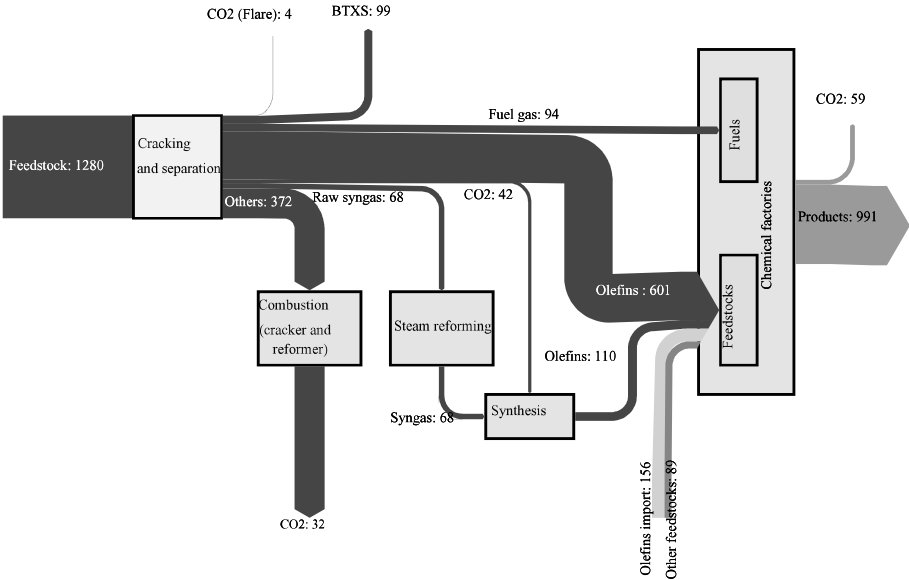 CO2 (Flare): 4
BTXS: 99
Fuel gas: 94
CO2: 59
Feedstock: 1280
Cracking
and separation
Fuels
Others: 372
Raw syngas: 68
CO2: 42
Chemical factories
Products: 991
Combustion
(cracker and
reformer)
Steam reforming
Olefins : 601
Feedstocks
Olefins: 110
Syngas: 68
Synthesis
Olefins import: 156
Other feedstocks: 89
CO2: 32